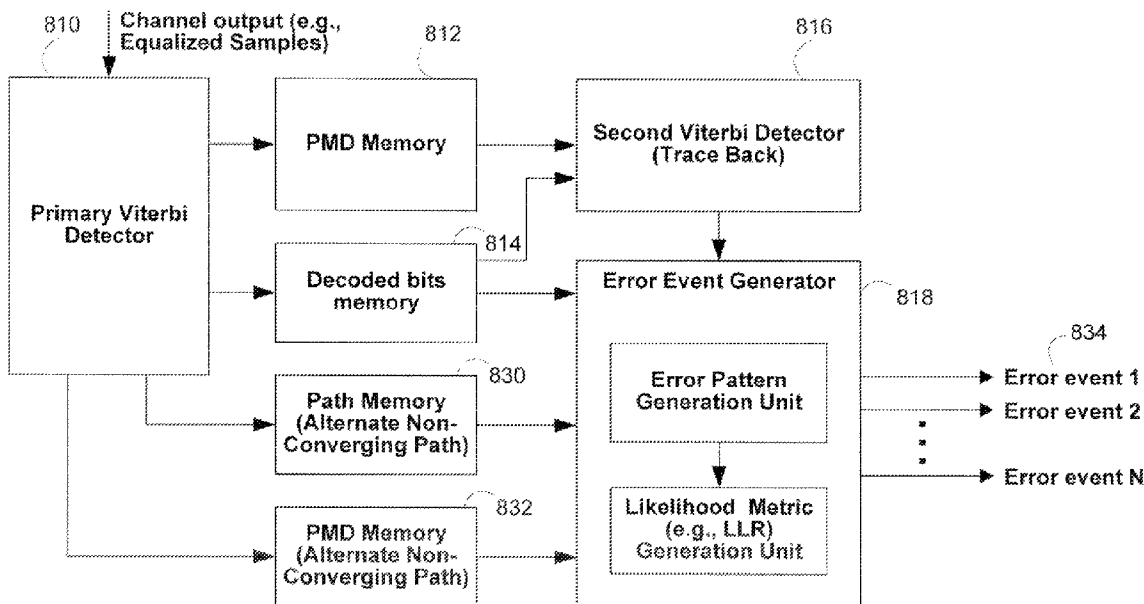 810
Channel output (e.g.,
Equalized Samples)
812
816
PMD Memory
Second Viterbi Detector
(Trace Back)
Primary Viterbi
Detector
814
Decoded bits
memory
Error Event Generator
818
834
830
Error event 1
Path Memory
(Alternate Non-
Converging Path)
Error Pattern
Generation Unit
Error event 2
Error event N
832
PMD Memory
(Alternate Non-
Converging Path)
Likelihood Metric
(e.g., LLR)
Generation Unit